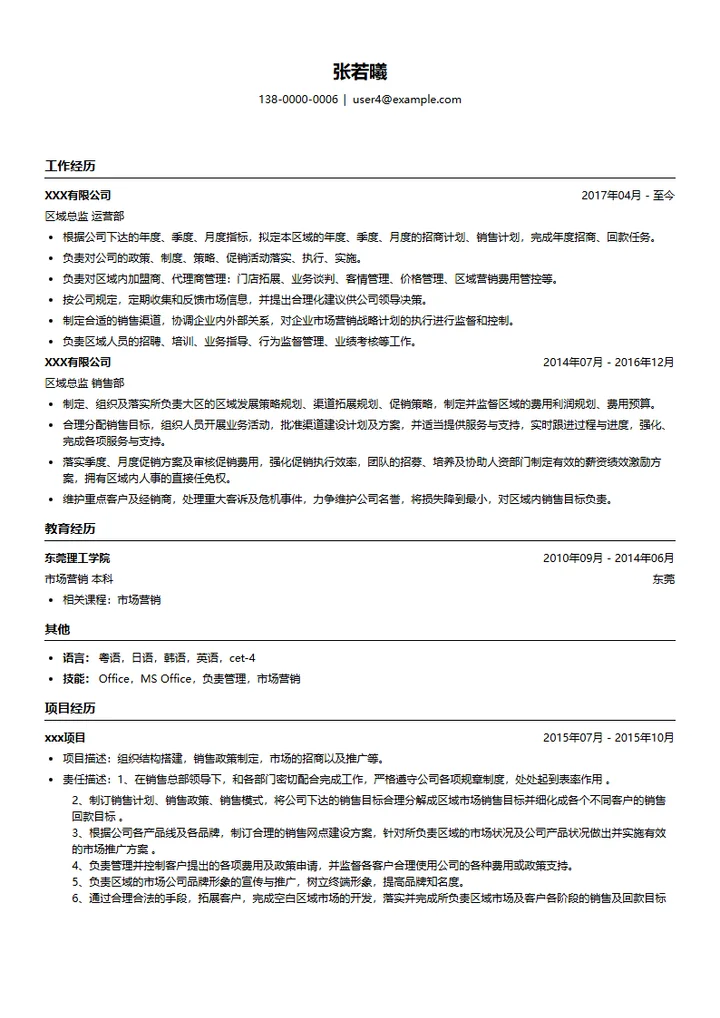 张若曦
138-0000-0006 | user4@example.com
工作经历
XXX有限公司 2017年04月 - 至今
区域总监 运营部
• 根据公司下达的年度、季度、月度指标，拟定本区域的年度、季度、月度的招商计划、销售计划，完成年度招商、回款任务。
• 负责对公司的政策、制度、策略、促销活动落实、执行、实施。
• 负责对区域内加盟商、代理商管理：门店拓展、业务谈判、客情管理、价格管理、区域营销费用管控等。
• 按公司规定，定期收集和反馈市场信息，并提出合理化建议供公司领导决策。
• 制定合适的销售渠道，协调企业内外部关系，对企业市场营销战略计划的执行进行监督和控制。
• 负责区域人员的招聘、培训、业务指导、行为监督管理、业绩考核等工作。
XXX有限公司 2014年07月 - 2016年12月
区域总监 销售部
• 制定、组织及落实所负责大区的区域发展策略规划、渠道拓展规划、促销策略，制定并监督区域的费用利润规划、费用预算。
• 合理分配销售目标，组织人员开展业务活动，批准渠道建设计划及方案，并适当提供服务与支持，实时跟进过程与进度，强化、
完成各项服务与支持。
• 落实季度、月度促销方案及审核促销费用，强化促销执行效率，团队的招募、培养及协助人资部门制定有效的薪资绩效激励方
案，拥有区域内人事的直接任免权。
• 维护重点客户及经销商，处理重大客诉及危机事件，力争维护公司名誉，将损失降到最小，对区域内销售目标负责。
教育经历
东莞理工学院 2010年09月 - 2014年06月
市场营销 本科 东莞
• 相关课程：市场营销
其他
• 语言： 粤语，日语，韩语，英语，cet-4
• 技能： Office，MS Office，负责管理，市场营销
项目经历
xxx项目 2015年07月 - 2015年10月
• 项目描述：组织结构搭建，销售政策制定，市场的招商以及推广等。
• 责任描述：1、在销售总部领导下，和各部门密切配合完成工作，严格遵守公司各项规章制度，处处起到表率作用 。
2、制订销售计划、销售政策、销售模式，将公司下达的销售目标合理分解成区域市场销售目标并细化成各个不同客户的销售
回款目标 。
3、根据公司各产品线及各品牌，制订合理的销售网点建设方案，针对所负责区域的市场状况及公司产品状况做出并实施有效
的市场推广方案 。
4、负责管理并控制客户提出的各项费用及政策申请，并监督各客户合理使用公司的各种费用或政策支持。
5、负责区域的市场公司品牌形象的宣传与推广，树立终端形象，提高品牌知名度。
6、通过合理合法的手段，拓展客户，完成空白区域市场的开发，落实并完成所负责区域市场及客户各阶段的销售及回款目标